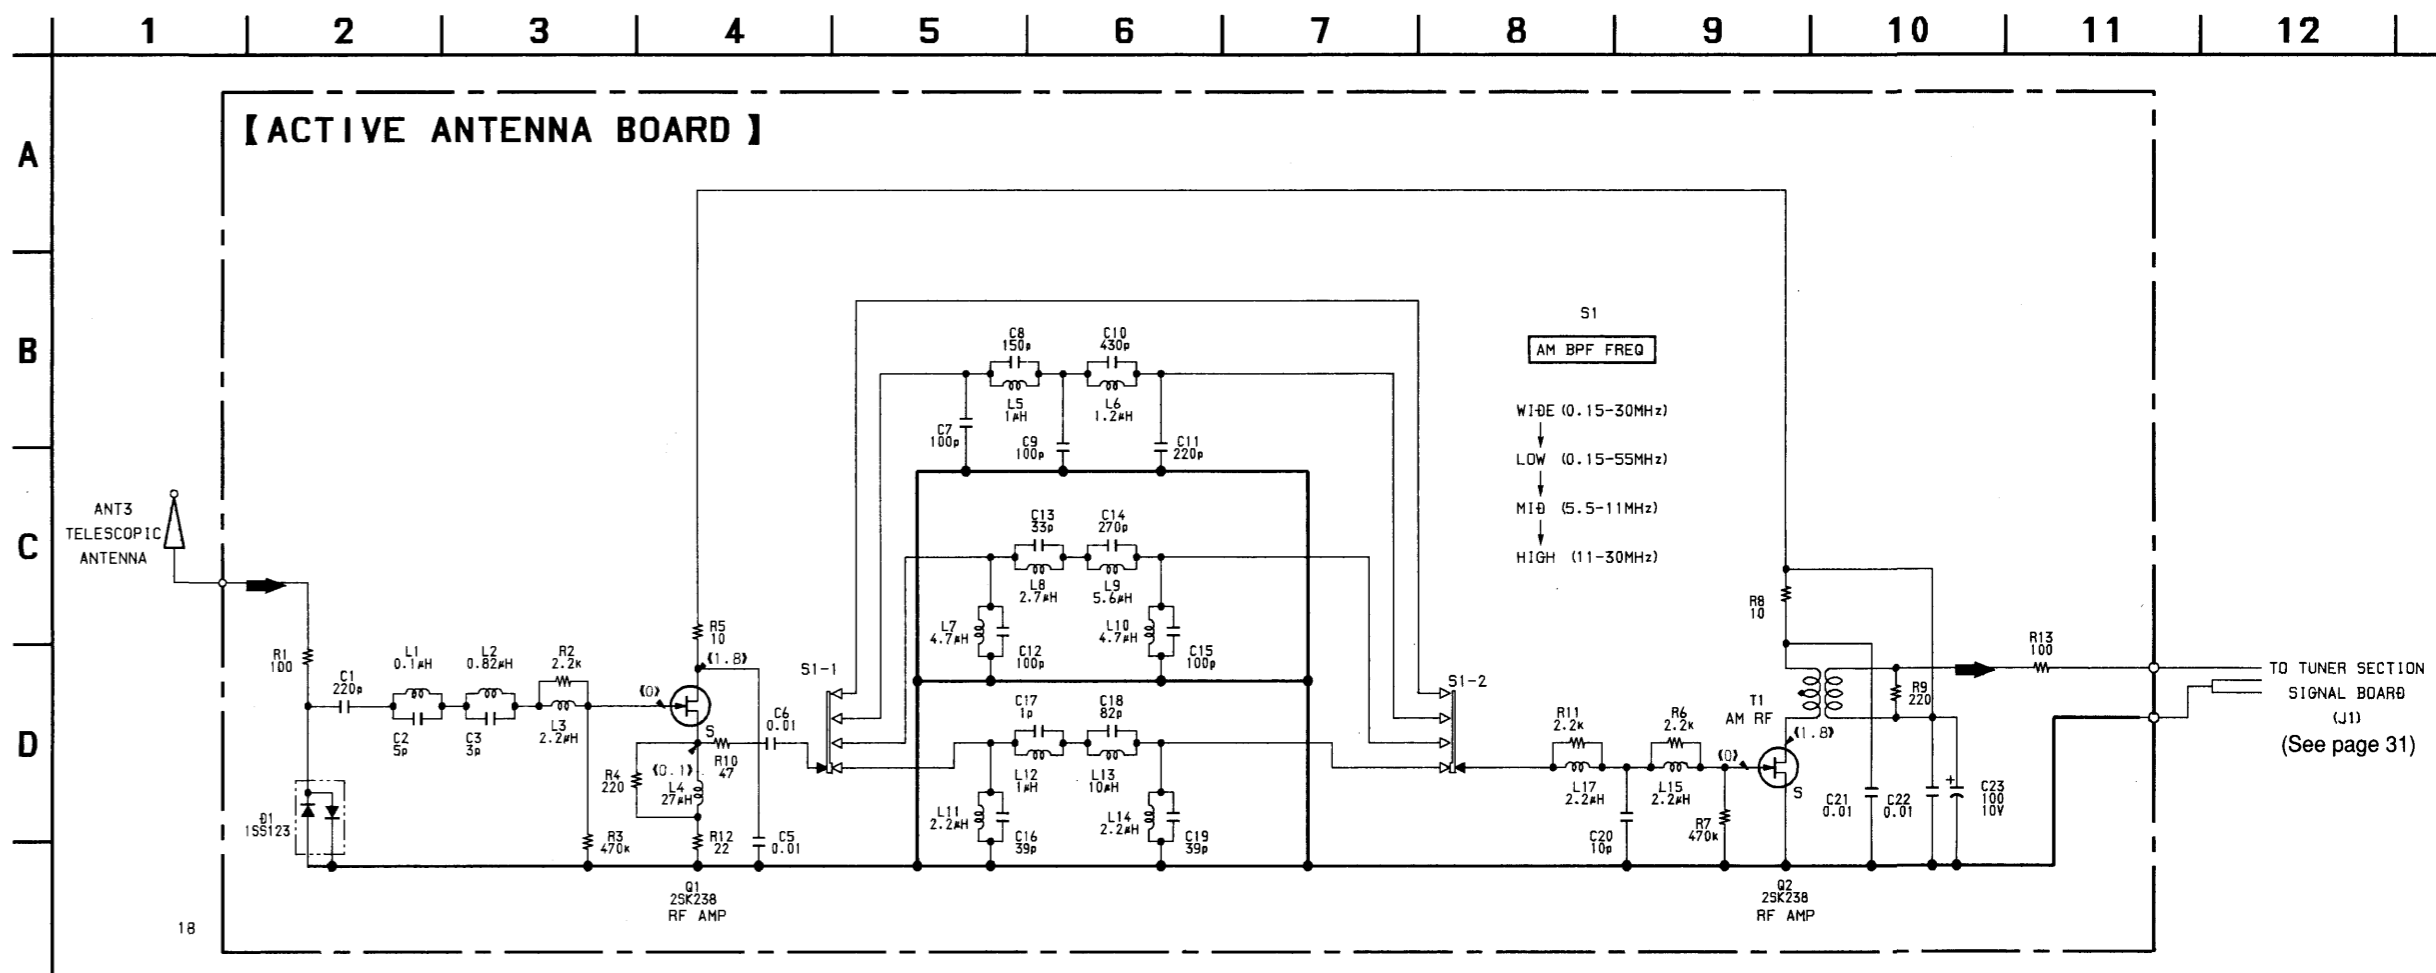 1 2 3 4 5 6 7 8 9 10 11 12
A
【ACTIVE ANTENNA BOARD】
B
C
D
ANT3
TELESCOPIC
ANTENNA
R1
100
C1
220p
L1
0.1μH
C2
5p
L2
0.82μH
C3
3p
R2
2.2k
L3
2.2μH
D1
1SS123
R3
470k
R4
220
(0)
R5
10
(1.8)
S
(0.1)
L4
27μH
R10
47
R12
22
C6
0.01
C5
0.01
Q1
2SK238
RF AMP
S1-1
C8
150p
L5
1μH
C10
430p
L6
1.2μH
C7
100p
C9
100p
C11
220p
C13
33p
L8
2.7μH
C14
270p
L9
5.6μH
L7
4.7μH
C12
100p
L10
4.7μH
C15
100p
C17
1p
L12
1μH
C18
82p
L13
10μH
L11
2.2μH
C16
39p
L14
2.2μH
C19
39p
S1
AM BPF FREQ
WIDE (0.15-30MHz)
LOW (0.15-55MHz)
MID (5.5-11MHz)
HIGH (11-30MHz)
S1-2
R11
2.2k
L17
2.2μH
R6
2.2k
L15
2.2μH
C20
10p
R7
470k
(0)
R8
10
T1
AM RF
(1.8)
S
Q2
2SK238
RF AMP
R9
220
C21
0.01
C22
0.01
+
C23
100
10V
R13
100
TO TUNER SECTION
SIGNAL BOARD
(J1)
(See page 31)
18